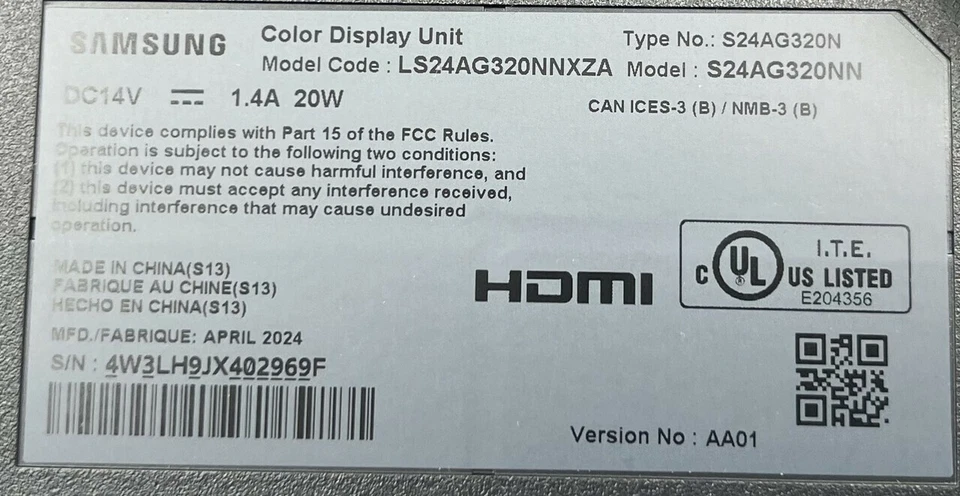 SAMSUNG
Color Display Unit
Type No.: S24AG320N
Model Code : LS24AG320NNXZA Model : S24AG320NN
DC14V ⎓ 1.4A 20W
CAN ICES-3 (B) / NMB-3 (B)
This device complies with Part 15 of the FCC Rules.
Operation is subject to the following two conditions:
(1) this device may not cause harmful interference, and
(2) this device must accept any interference received,
including interference that may cause undesired
operation.
MADE IN CHINA(S13)
FABRIQUE AU CHINE(S13)
HECHO EN CHINA(S13)
MFD./FABRIQUE: APRIL 2024
S/N : 4W3LH9JX402969F
HDMI
C UL ® US LISTED
I.T.E.
E204356
Version No : AA01